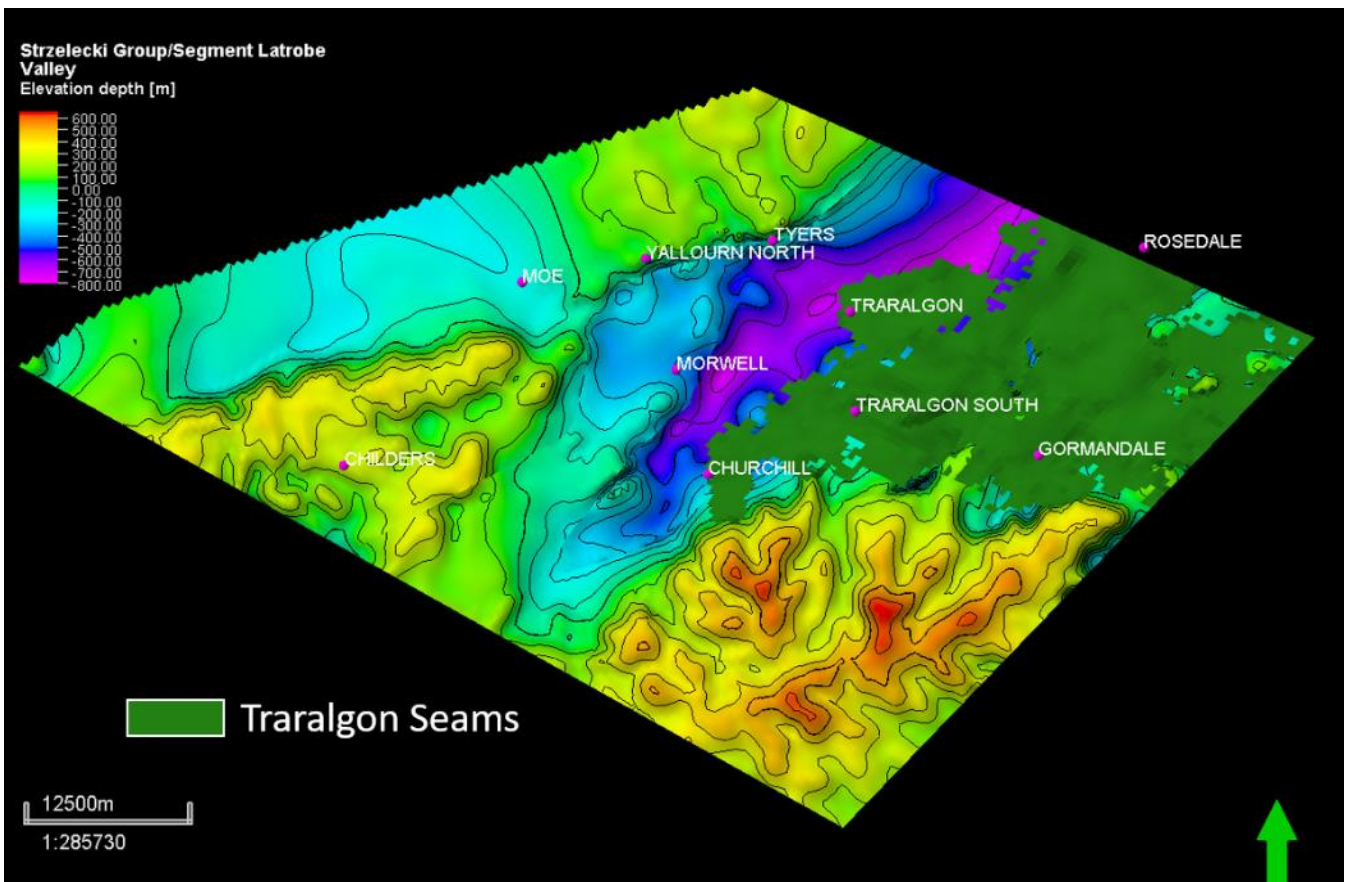 Strzelecki Group/Segment Latrobe
Valley
Elevation depth [m]
600.00
500.00
400.00
300.00
200.00
100.00
0.00
-100.00
-200.00
-300.00
-400.00
-500.00
-600.00
-700.00
-800.00
TYERS
ROSEDALE
YALLOURN NORTH
MOE
TRARALGON
MORWELL
TRARALGON SOUTH
GORMANDALE
CHILDERS
CHURCHILL
Traralgon Seams
12500m
1:285730